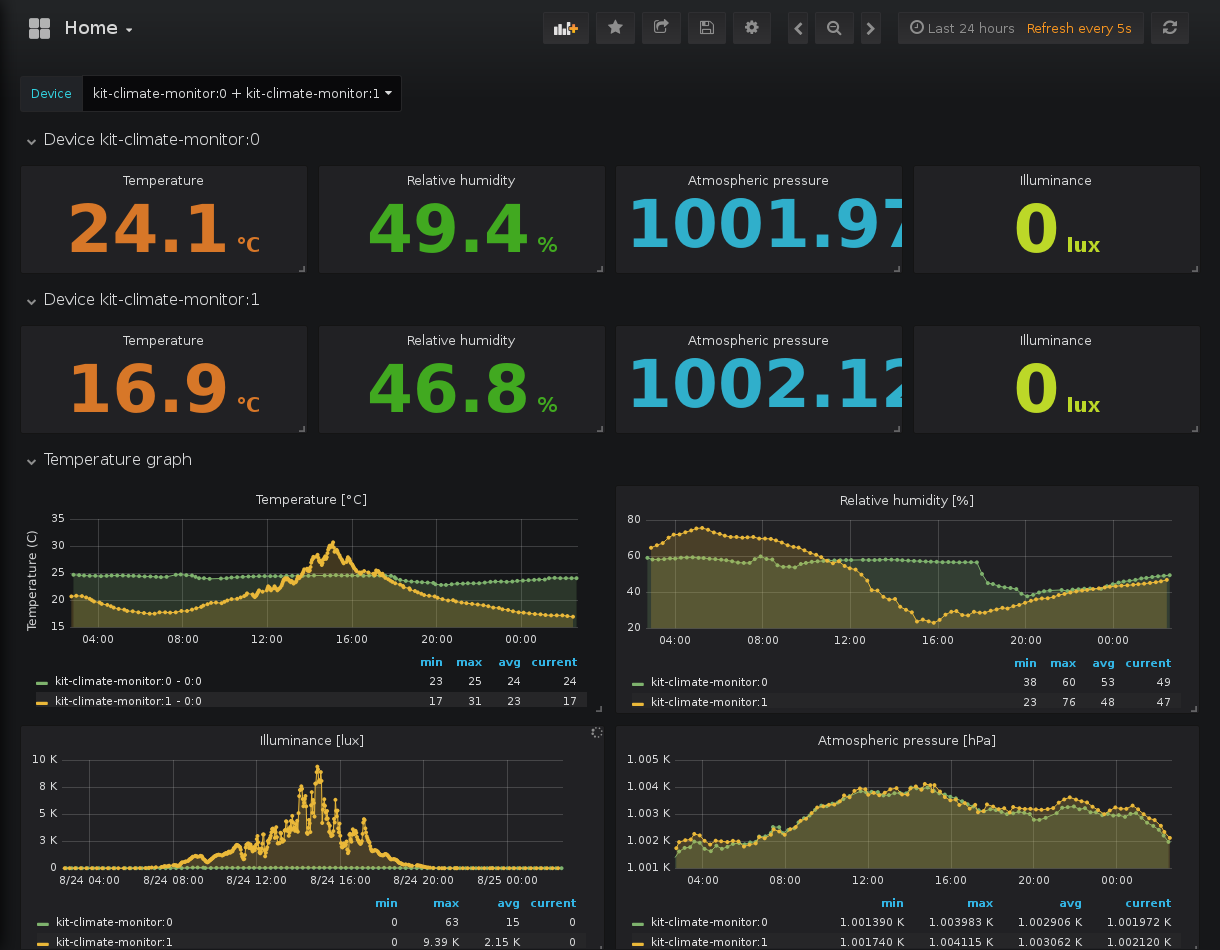 Home
Last 24 hours Refresh every 5s
Device kit-climate-monitor:0 + kit-climate-monitor:1
Device kit-climate-monitor:0
Temperature Relative humidity Atmospheric pressure Illuminance
24.1 °C 49.4 % 1001.97 0 lux
Device kit-climate-monitor:1
Temperature Relative humidity Atmospheric pressure Illuminance
16.9 °C 46.8 % 1002.12 0 lux
Temperature graph
Temperature [°C]
Temperature (C)
35
30
25
20
15
04:00 08:00 12:00 16:00 20:00 00:00
min max avg current
kit-climate-monitor:0 - 0:0 23 25 24 24
kit-climate-monitor:1 - 0:0 17 31 23 17
Relative humidity [%]
80
60
40
20
04:00 08:00 12:00 16:00 20:00 00:00
min max avg current
kit-climate-monitor:0 38 60 53 49
kit-climate-monitor:1 23 76 48 47
Illuminance [lux]
10 K
8 K
5 K
3 K
0
8/24 04:00 8/24 08:00 8/24 12:00 8/24 16:00 8/24 20:00 8/25 00:00
min max avg current
kit-climate-monitor:0 0 63 15 0
kit-climate-monitor:1 0 9.39 K 2.15 K 0
Atmospheric pressure [hPa]
1.005 K
1.004 K
1.003 K
1.002 K
1.001 K
04:00 08:00 12:00 16:00 20:00 00:00
min max avg current
kit-climate-monitor:0 1.001390 K 1.003983 K 1.002906 K 1.001972 K
kit-climate-monitor:1 1.001740 K 1.004115 K 1.003062 K 1.002120 K